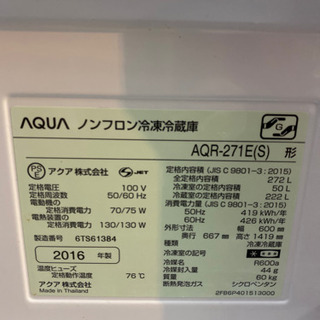 AQUA ノンフロン冷凍冷蔵庫
AQR-271E(S) 形
PS E アクア株式会社 JET
定格電圧 100 V
定格周波数 50/60 Hz
電動機の
定格消費電力 70/75 W
電熱装置の
定格消費電力 130/130 W
製造番号 6TS61384
2016 年製
温度ヒューズ
定格動作温度 76℃
アクア 株式会社
Made in Thailand
定格内容積 (JIS C 9801-3:2015)
全定格内容積 272 L
冷凍室の定格内容積 50 L
冷蔵室の定格内容積 222 L
消費電力量 (JIS C 9801-3:2015)
50Hz 419 kWh/年
60Hz 426 kWh/年
外形寸法 幅 600 mm
奥行 667 mm 高さ 1419 mm
冷媒 R600a
冷媒封入量 44 g
質量 60 kg
断熱発泡ガス シクロペンタン
2FB6P401513000